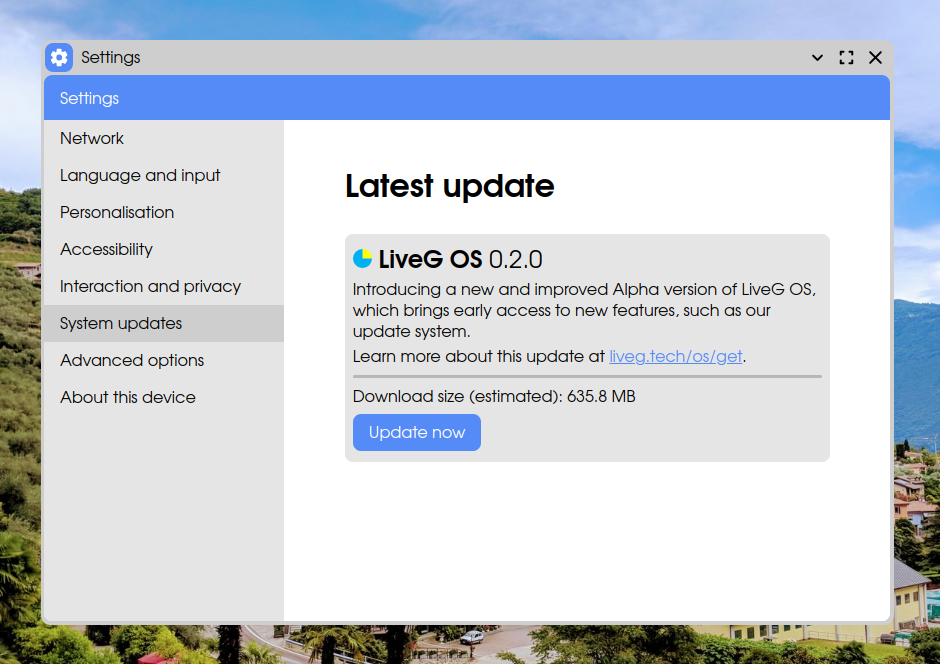 Settings
Settings
Network
Language and input
Personalisation
Accessibility
Interaction and privacy
System updates
Advanced options
About this device
Latest update
LiveG OS 0.2.0
Introducing a new and improved Alpha version of LiveG OS,
which brings early access to new features, such as our
update system.
Learn more about this update at liveg.tech/os/get.
Download size (estimated): 635.8 MB
Update now